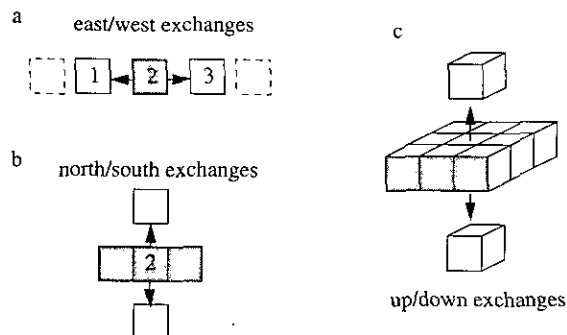 a
east/west exchanges
1 2 3
b
north/south exchanges
2
c
up/down exchanges